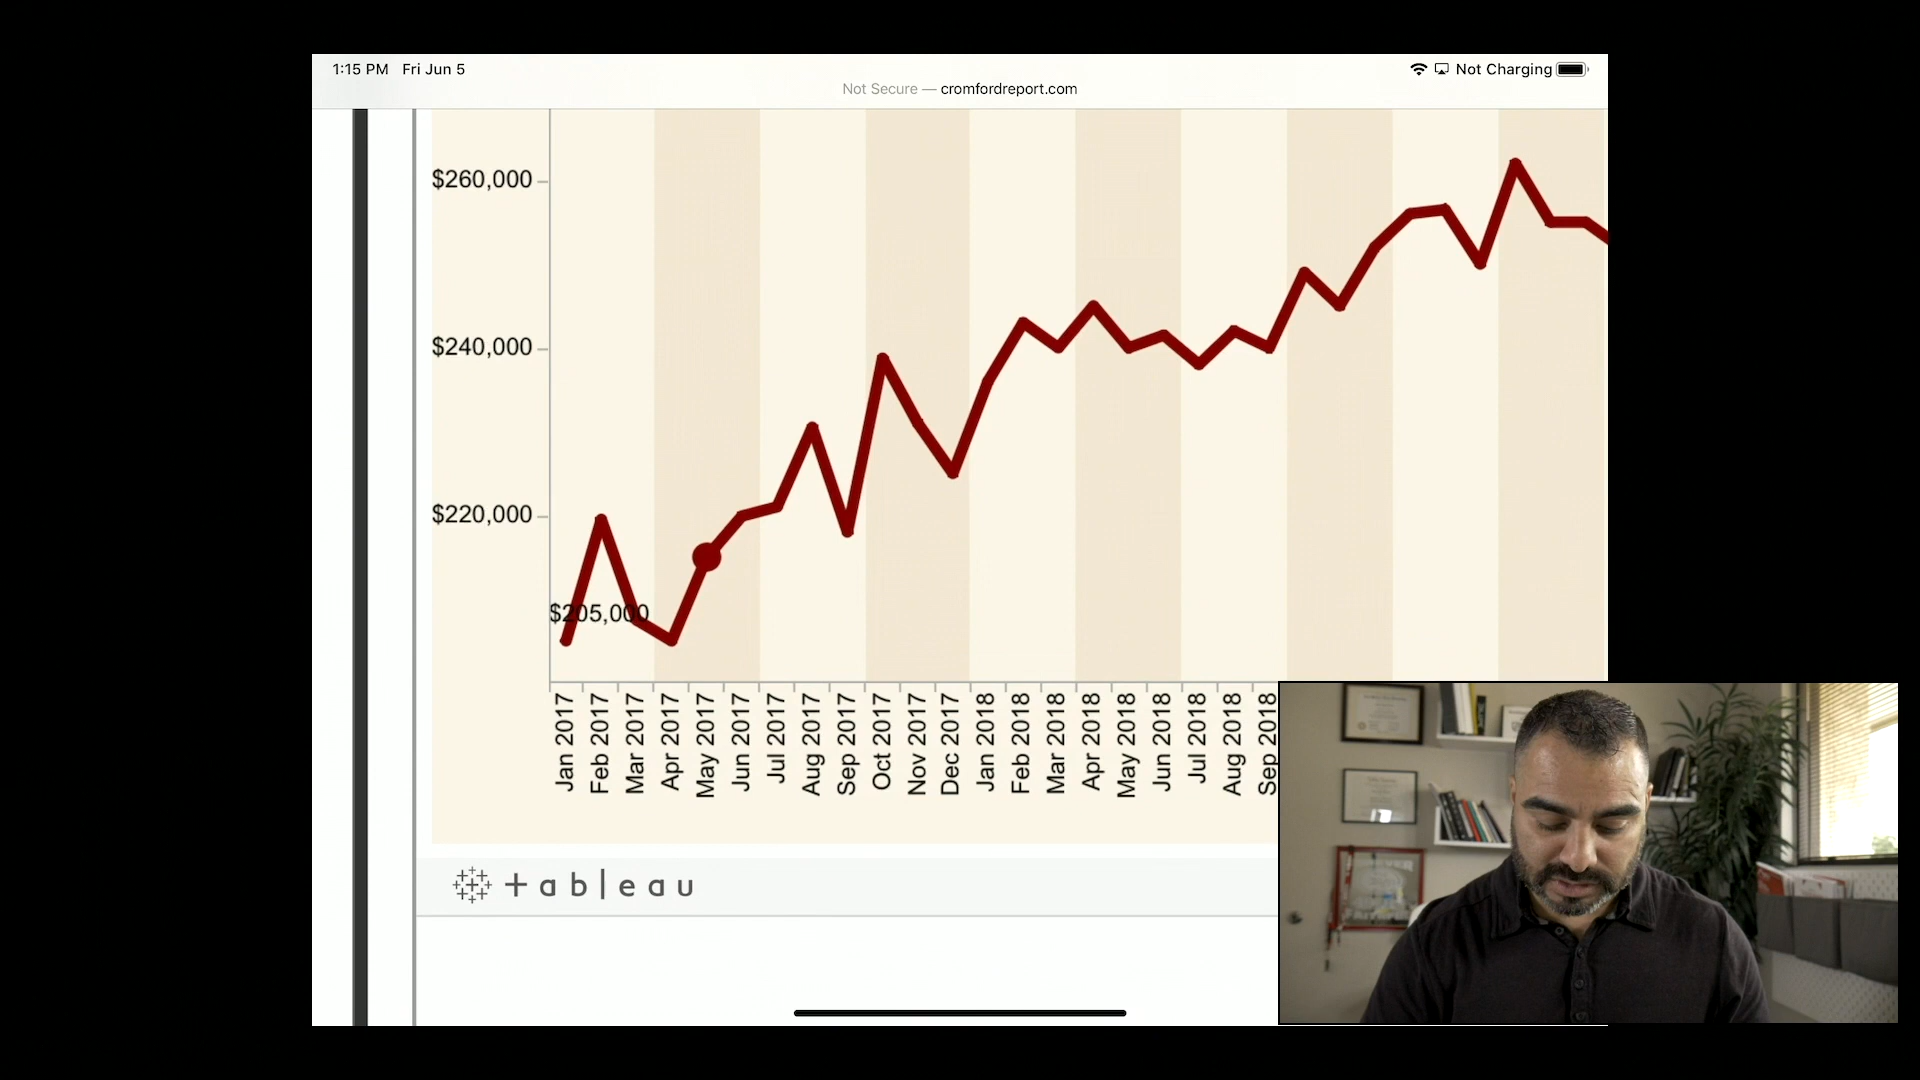 1:15 PM Fri Jun 5
Not Charging
Not Secure — cromfordreport.com
$260,000
$240,000
$220,000
$205,000
Jan 2017
Feb 2017
Mar 2017
Apr 2017
May 2017
Jun 2017
Jul 2017
Aug 2017
Sep 2017
Oct 2017
Nov 2017
Dec 2017
Jan 2018
Feb 2018
Mar 2018
Apr 2018
May 2018
Jun 2018
Jul 2018
Aug 2018
Sep 2018
+ableau